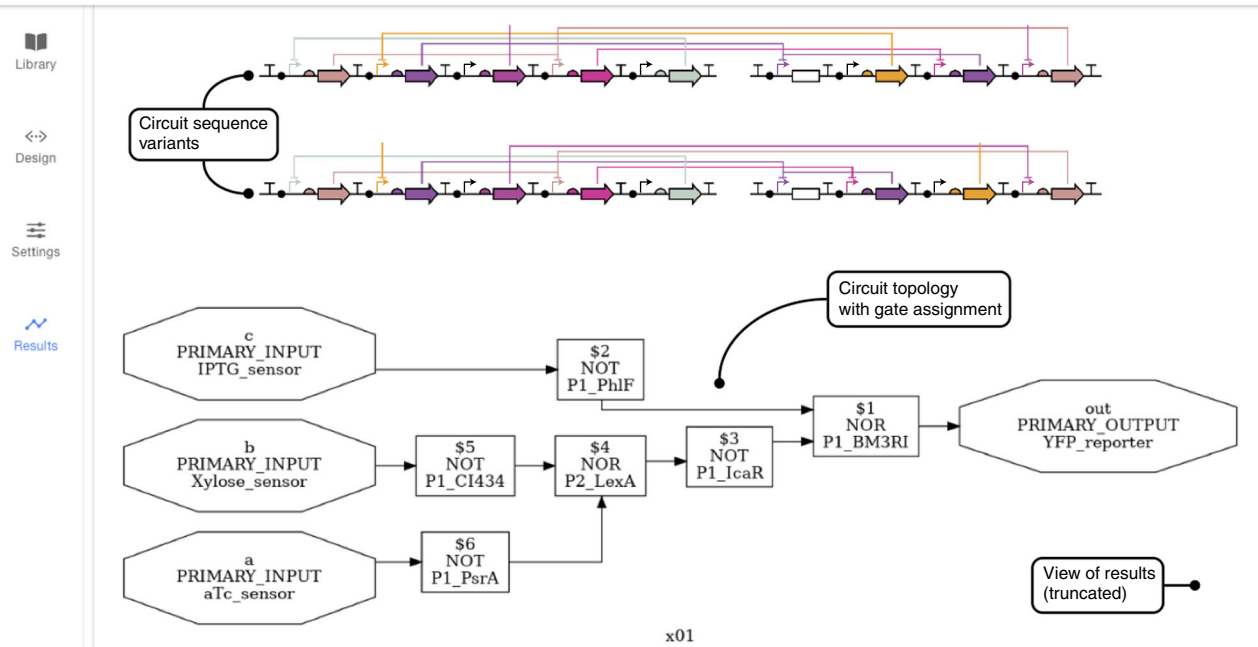 Library
Design
Settings
Results
Circuit sequence
variants
Circuit topology
with gate assignment
c
PRIMARY_INPUT
IPTG_sensor
$2
NOT
P1_PhlF
b
PRIMARY_INPUT
Xylose_sensor
$5
NOT
P1_CI434
$4
NOR
P2_LexA
$3
NOT
P1_IcaR
$1
NOR
P1_BM3RI
out
PRIMARY_OUTPUT
YFP_reporter
a
PRIMARY_INPUT
aTc_sensor
$6
NOT
P1_PsrA
View of results
(truncated)
x01